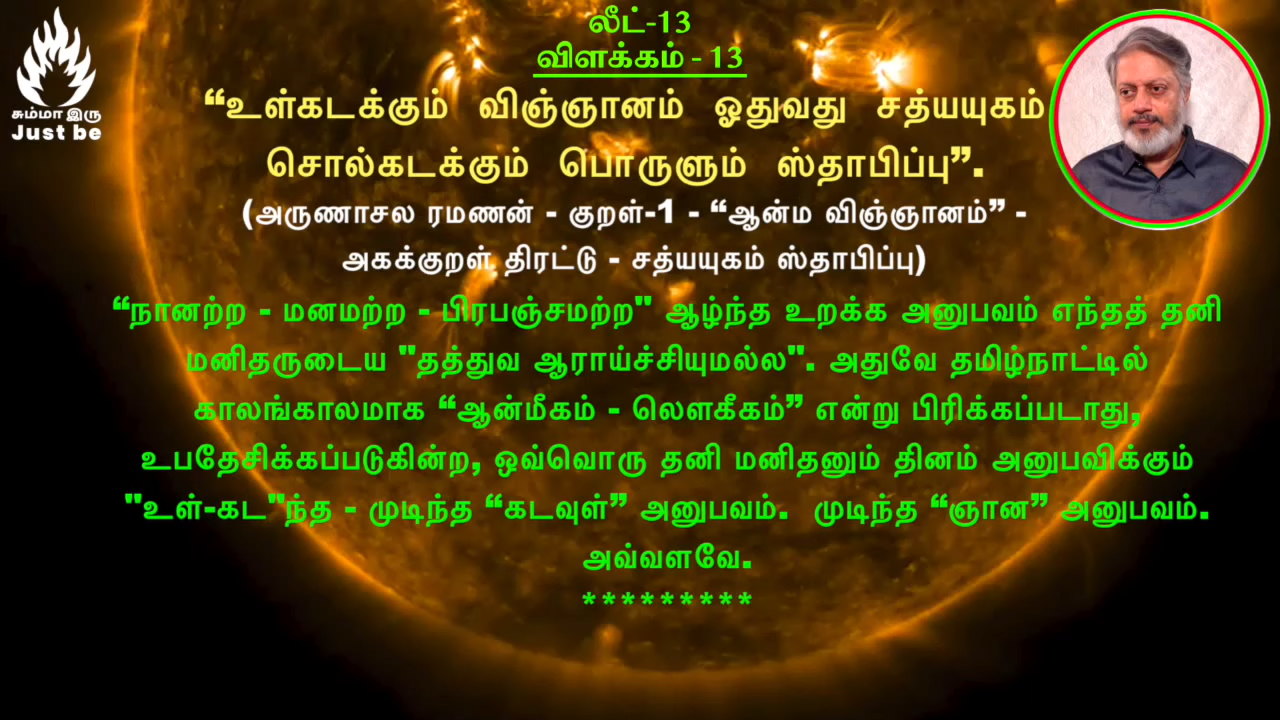 லீட்-13
விளக்கம் - 13
சும்மா இரு
Just be
“உள்கடக்கும் விஞ்ஞானம் ஓதுவது சத்யயுகம்
சொல்கடக்கும் பொருளும் ஸ்தாபிப்பு”.
(அருணாசல ரமணன் - குறள்-1 - “ஆன்ம விஞ்ஞானம்” -
அகக்குறள் திரட்டு - சத்யயுகம் ஸ்தாபிப்பு)
“நானற்ற - மனமற்ற - பிரபஞ்சமற்ற" ஆழ்ந்த உறக்க அனுபவம் எந்தத் தனி
மனிதருடைய "தத்துவ ஆராய்ச்சியுமல்ல". அதுவே தமிழ்நாட்டில்
காலங்காலமாக “ஆன்மீகம் - லௌகீகம்” என்று பிரிக்கப்படாது,
உபதேசிக்கப்படுகின்ற, ஒவ்வொரு தனி மனிதனும் தினம் அனுபவிக்கும்
"உள்-கட"ந்த - முடிந்த “கடவுள்” அனுபவம். முடிந்த “ஞான” அனுபவம்.
அவ்வளவே.
*********